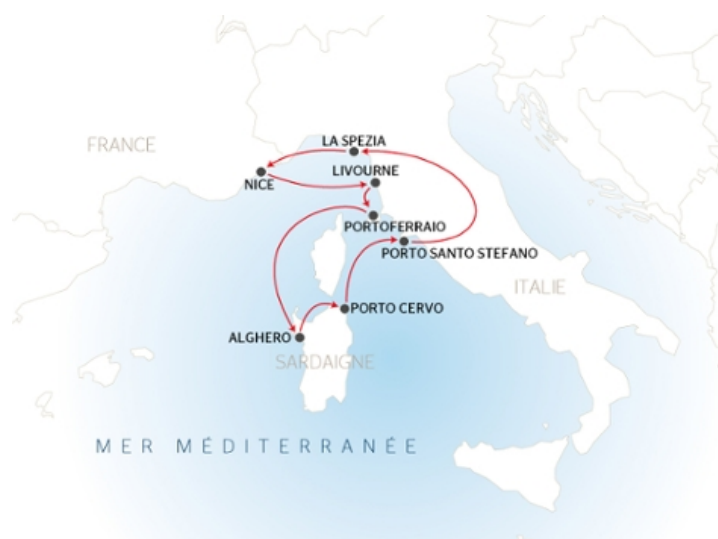 FRANCE
LA SPEZIA
LIVOURNE
NICE
PORTOFERRAIO
PORTO SANTO STEFANO
ITALIE
PORTO CERVO
ALGHERO
SARDAIGNE
MER MÉDITERRANÉE